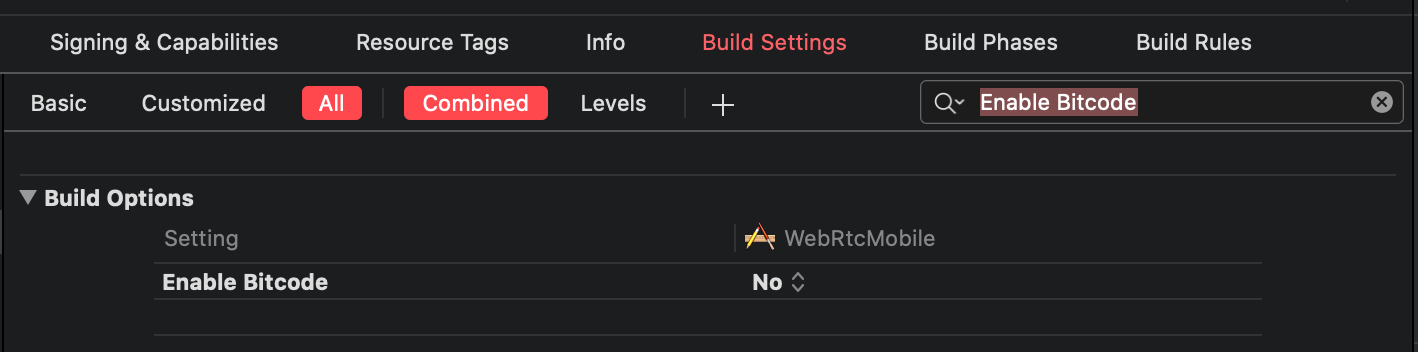 Signing & Capabilities Resource Tags Info Build Settings Build Phases Build Rules
Basic Customized All Combined Levels + Enable Bitcode
Build Options
Setting WebRtcMobile
Enable Bitcode No